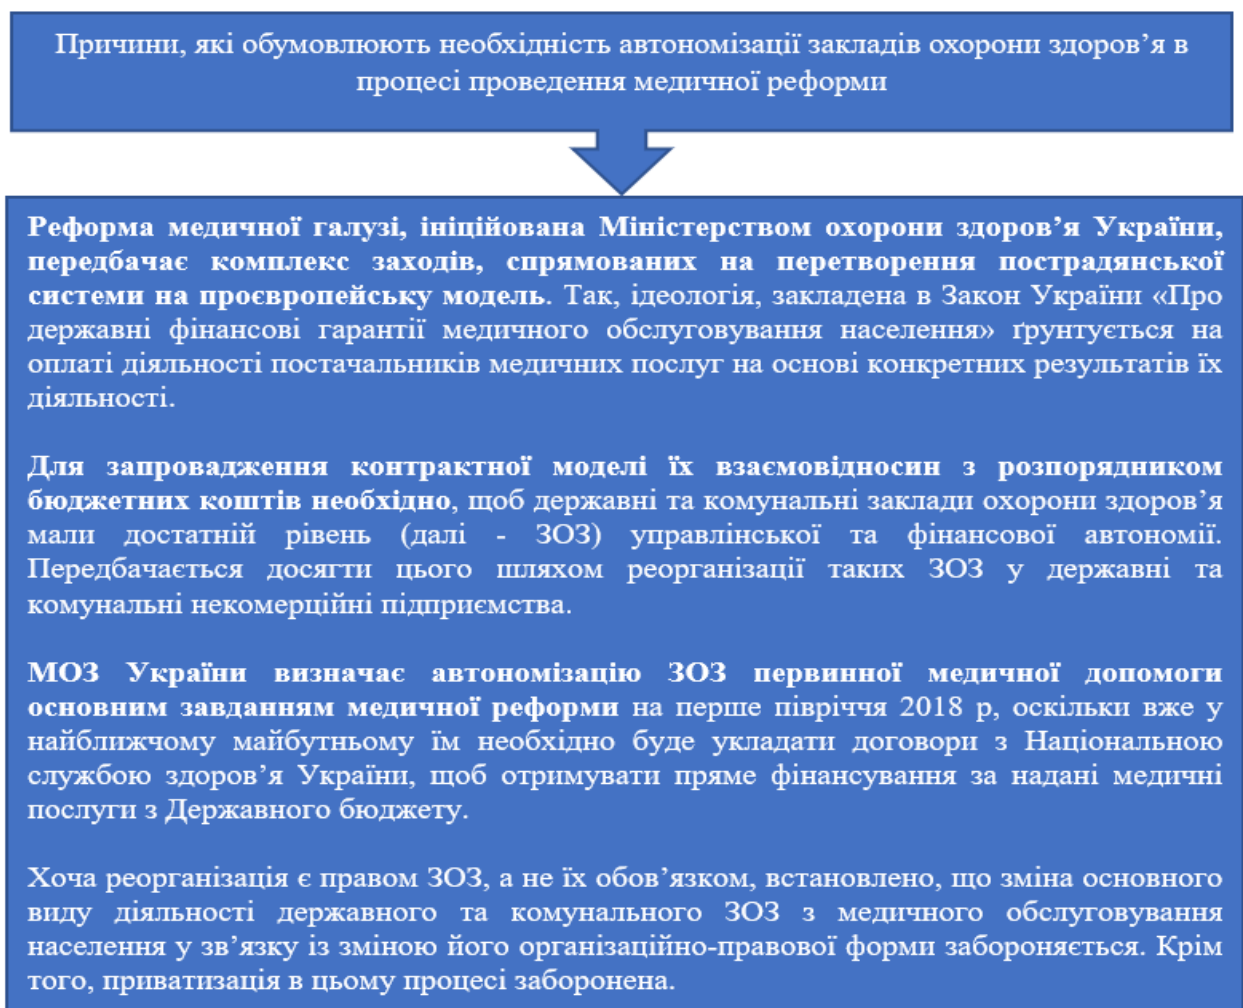 Причини, які обумовлюють необхідність автономізації закладів охорони здоров’я в
процесі проведення медичної реформи
Реформа медичної галузі, ініційована Міністерством охорони здоров’я України,
передбачає комплекс заходів, спрямованих на перетворення пострадянської
системи на проєвропейську модель. Так, ідеологія, закладена в Закон України «Про
державні фінансові гарантії медичного обслуговування населення» ґрунтується на
оплаті діяльності постачальників медичних послуг на основі конкретних результатів їх
діяльності.
Для запровадження контрактної моделі їх взаємовідносин з розпорядником
бюджетних коштів необхідно, щоб державні та комунальні заклади охорони здоров’я
мали достатній рівень (далі - ЗОЗ) управлінської та фінансової автономії.
Передбачається досягти цього шляхом реорганізації таких ЗОЗ у державні та
комунальні некомерційні підприємства.
МОЗ України визначає автономізацію ЗОЗ первинної медичної допомоги
основним завданням медичної реформи на перше півріччя 2018 р, оскільки вже у
найближчому майбутньому їм необхідно буде укладати договори з Національною
службою здоров’я України, щоб отримувати пряме фінансування за надані медичні
послуги з Державного бюджету.
Хоча реорганізація є правом ЗОЗ, а не їх обов’язком, встановлено, що зміна основного
виду діяльності державного та комунального ЗОЗ з медичного обслуговування
населення у зв’язку із зміною його організаційно-правової форми забороняється. Крім
того, приватизація в цьому процесі заборонена.